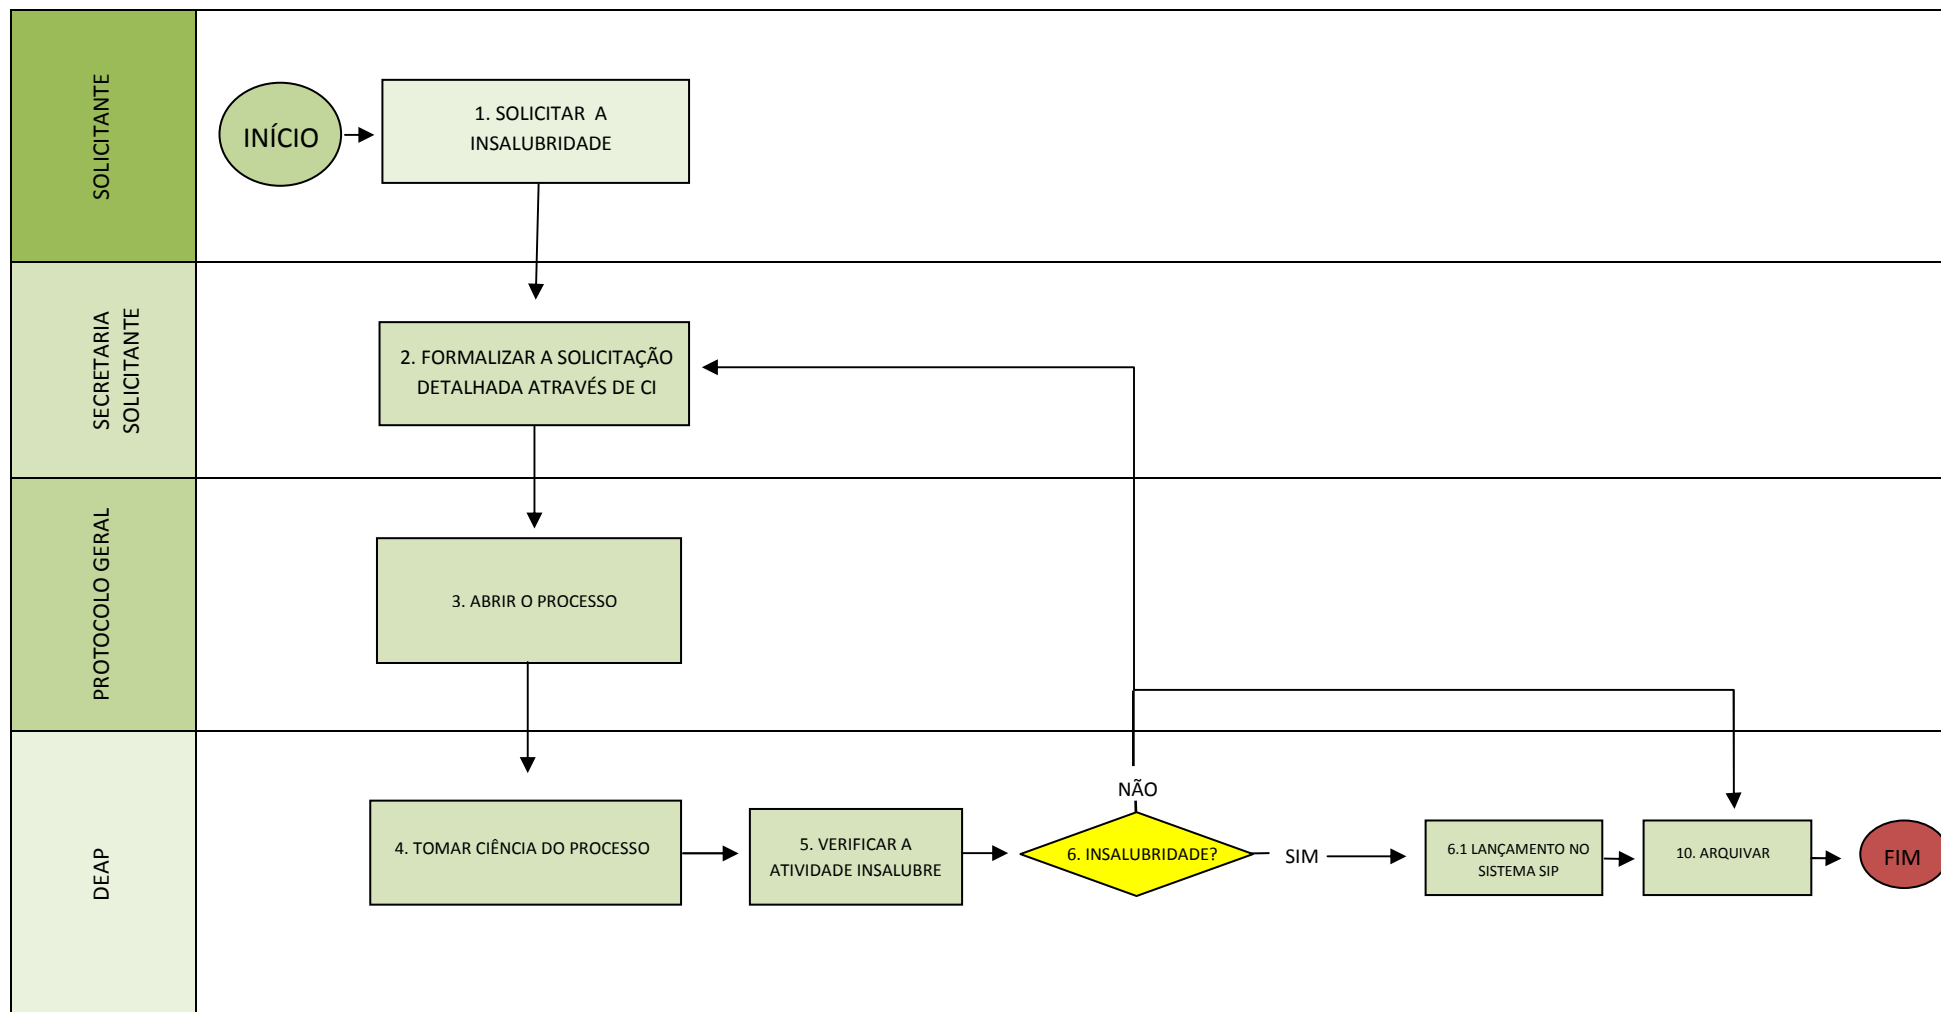 SOLICITANTE
INÍCIO
1. SOLICITAR A
INSALUBRIDADE
SECRETARIA
SOLICITANTE
2. FORMALIZAR A SOLICITAÇÃO
DETALHADA ATRAVÉS DE CI
PROTOCOLO GERAL
3. ABRIR O PROCESSO
DEAP
4. TOMAR CIÊNCIA DO PROCESSO
5. VERIFICAR A
ATIVIDADE INSALUBRE
NÃO
6. INSALUBRIDADE?
SIM
6.1 LANÇAMENTO NO
SISTEMA SIP
10. ARQUIVAR
FIM